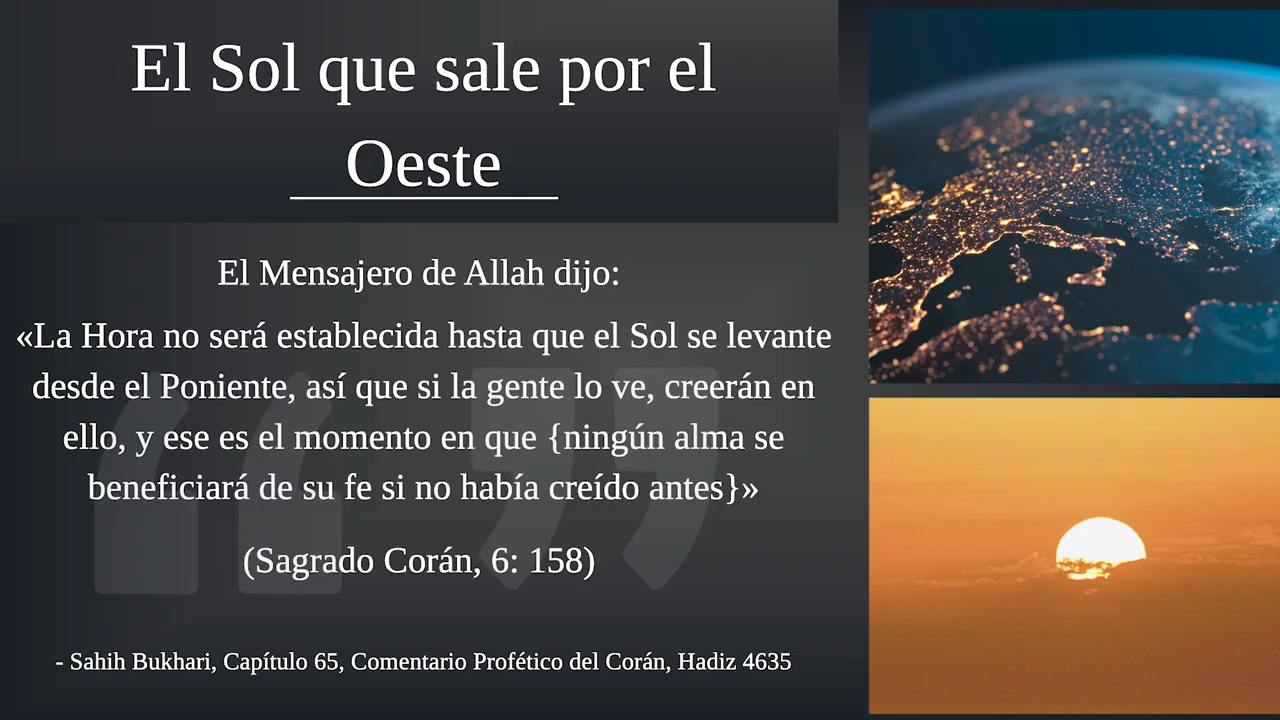 El Sol que sale por el
Oeste
El Mensajero de Allah dijo:
«La Hora no será establecida hasta que el Sol se levante
desde el Poniente, así que si la gente lo ve, creerán en
ello, y ese es el momento en que {ningún alma se
beneficiará de su fe si no había creído antes}»
(Sagrado Corán, 6: 158)
- Sahih Bukhari, Capítulo 65, Comentario Profético del Corán, Hadiz 4635